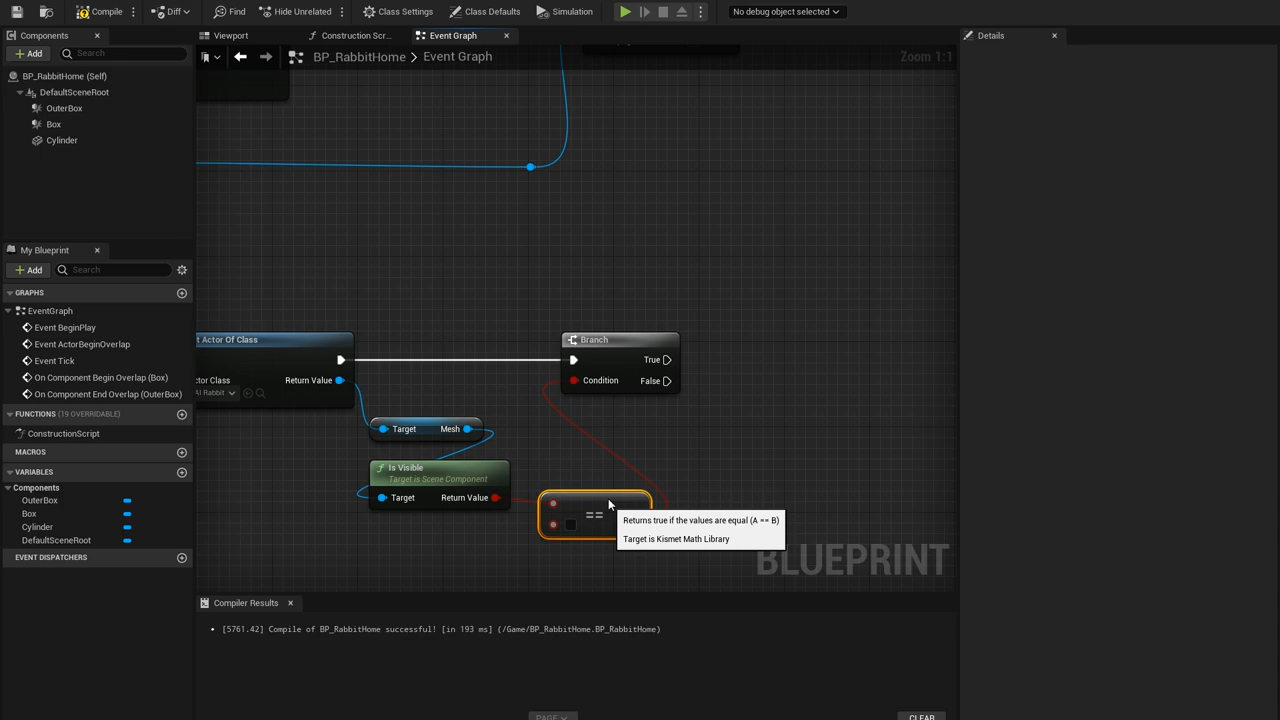 Compile
Diff
Find
Hide Unrelated
Class Settings
Class Defaults
Simulation
No debug object selected
Components
Viewport
Construction Scr...
Event Graph
Details
Add
Search
BP_RabbitHome > Event Graph
Zoom 1:1
BP_RabbitHome (Self)
DefaultSceneRoot
OuterBox
Box
Cylinder
My Blueprint
Add
Search
GRAPHS
EventGraph
Event BeginPlay
Event ActorBeginOverlap
Event Tick
On Component Begin Overlap (Box)
On Component End Overlap (OuterBox)
FUNCTIONS (19 OVERRIDABLE)
ConstructionScript
MACROS
VARIABLES
Components
OuterBox
Box
Cylinder
DefaultSceneRoot
EVENT DISPATCHERS
t Actor Of Class
ctor Class
Return Value
AI Rabbit
Branch
True
Condition
False
Target
Mesh
Is Visible
Target is Scene Component
Target
Return Value
==
Returns true if the values are equal (A == B)
Target is Kismet Math Library
BLUEPRINT
Compiler Results
[5761.42] Compile of BP_RabbitHome successful! [in 193 ms] (/Game/BP_RabbitHome.BP_RabbitHome)
PAGE
CLEAR